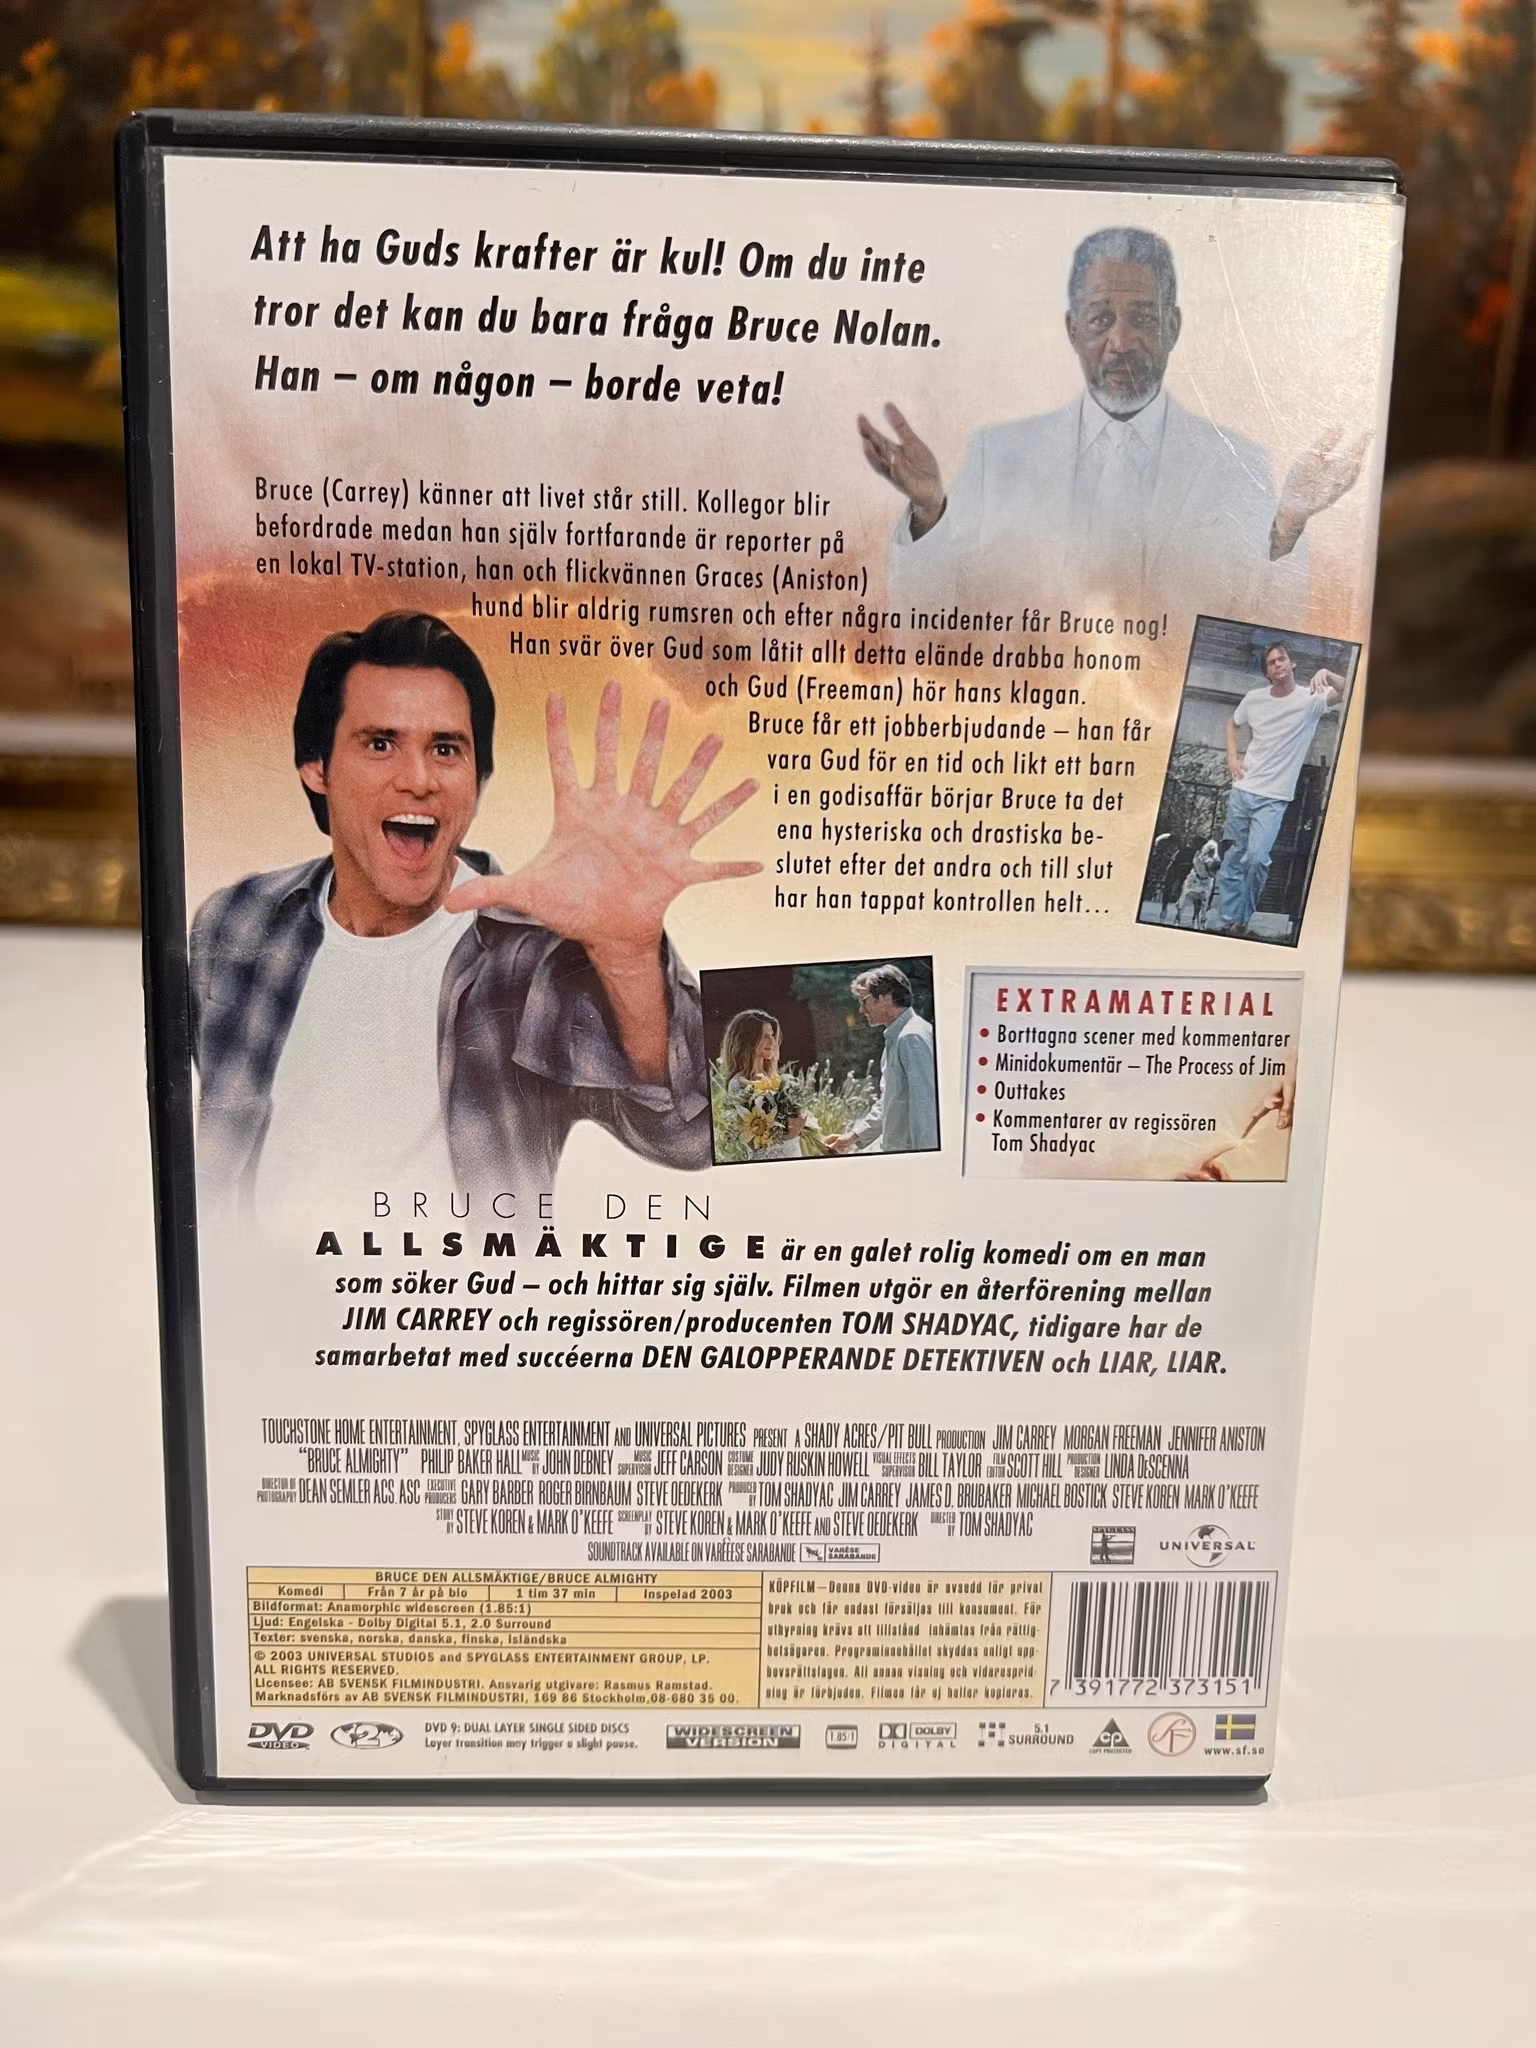 Att ha Guds krafter är kul! Om du inte
tror det kan du bara fråga Bruce Nolan.
Han – om någon – borde veta!
Bruce (Carrey) känner att livet står still. Kollegor blir
befordrade medan han själv fortfarande är reporter på
en lokal TV-station, han och flickvännen Graces (Aniston)
hund blir aldrig rumsren och efter några incidenter får Bruce nog!
Han svär över Gud som låtit allt detta elände drabba honom
och Gud (Freeman) hör hans klagan.
Bruce får ett jobberbjudande – han får
vara Gud för en tid och likt ett barn
i en godisaffär börjar Bruce ta det
ena hysteriska och drastiska be-
slutet efter det andra och till slut
har han tappat kontrollen helt...
EXTRAMATERIAL
• Borttagna scener med kommentarer
• Minidokumentär – The Process of Jim
• Outtakes
• Kommentarer av regissören
Tom Shadyac
BRUCE DEN
ALLSMÄKTIGE är en galet rolig komedi om en man
som söker Gud – och hittar sig själv. Filmen utgör en återförening mellan
JIM CARREY och regissören/producenten TOM SHADYAC, tidigare har de
samarbetat med succéerna DEN GALOPPERANDE DETEKTIVEN och LIAR, LIAR.
TOUCHSTONE HOME ENTERTAINMENT, SPYGLASS ENTERTAINMENT AND UNIVERSAL PICTURES PRESENT A SHADY ACRES/PIT BULL PRODUCTION JIM CARREY MORGAN FREEMAN JENNIFER ANISTON
"BRUCE ALMIGHTY" PHILIP BAKER HALL MUSIC BY JOHN DEBNEY MUSIC SUPERVISOR JEFF CARSON COSTUME DESIGNER JUDY RUSKIN HOWELL VISUAL EFFECTS SUPERVISOR BILL TAYLOR FILM EDITOR SCOTT HILL PRODUCTION DESIGNER LINDA DeSCENNA
DIRECTOR OF PHOTOGRAPHY DEAN SEMLER ACS, ASC EXECUTIVE PRODUCERS GARY BARBER ROGER BIRNBAUM STEVE OEDEKERK PRODUCED BY TOM SHADYAC JIM CARREY JAMES D. BRUBAKER MICHAEL BOSTICK STEVE KOREN MARK O'KEEFE
STORY BY STEVE KOREN & MARK O'KEEFE SCREENPLAY BY STEVE KOREN & MARK O'KEEFE AND STEVE OEDEKERK DIRECTED BY TOM SHADYAC
SOUNDTRACK AVAILABLE ON VARÈÈESE SARABANDE VARÈSE SARABANDE
SPYGLASS UNIVERSAL
BRUCE DEN ALLSMÄKTIGE/BRUCE ALMIGHTY
Komedi Från 7 år på bio 1 tim 37 min Inspelad 2003
Bildformat: Anamorphic widescreen (1.85:1)
Ljud: Engelska - Dolby Digital 5.1, 2.0 Surround
Texter: svenska, norska, danska, finska, isländska
© 2003 UNIVERSAL STUDIOS and SPYGLASS ENTERTAINMENT GROUP, LP.
ALL RIGHTS RESERVED.
Licensee: AB SVENSK FILMINDUSTRI. Ansvarig utgivare: Rasmus Ramstad.
Marknadsförs av AB SVENSK FILMINDUSTRI, 169 86 Stockholm,08-680 35 00.
KÖPFILM – Denna DVD-video är avsedd för privat
bruk och får endast försäljas till konsument. För
uthyrning krävs att tillstånd inhämtas från rättig-
hetsägaren. Programinnehållet skyddas enligt upp-
hovsrättslagen. All annan visning och vidaresprid-
ning är förbjuden. Filmen får ej heller kopieras.
7 391772 373151
DVD VIDEO 2 DVD 9: DUAL LAYER SINGLE SIDED DISCS
Layer transition may trigger a slight pause.
WIDESCREEN VERSION 1.85:1 DOLBY DIGITAL 5.1 SURROUND CP COPY PROTECTED SF www.sf.se